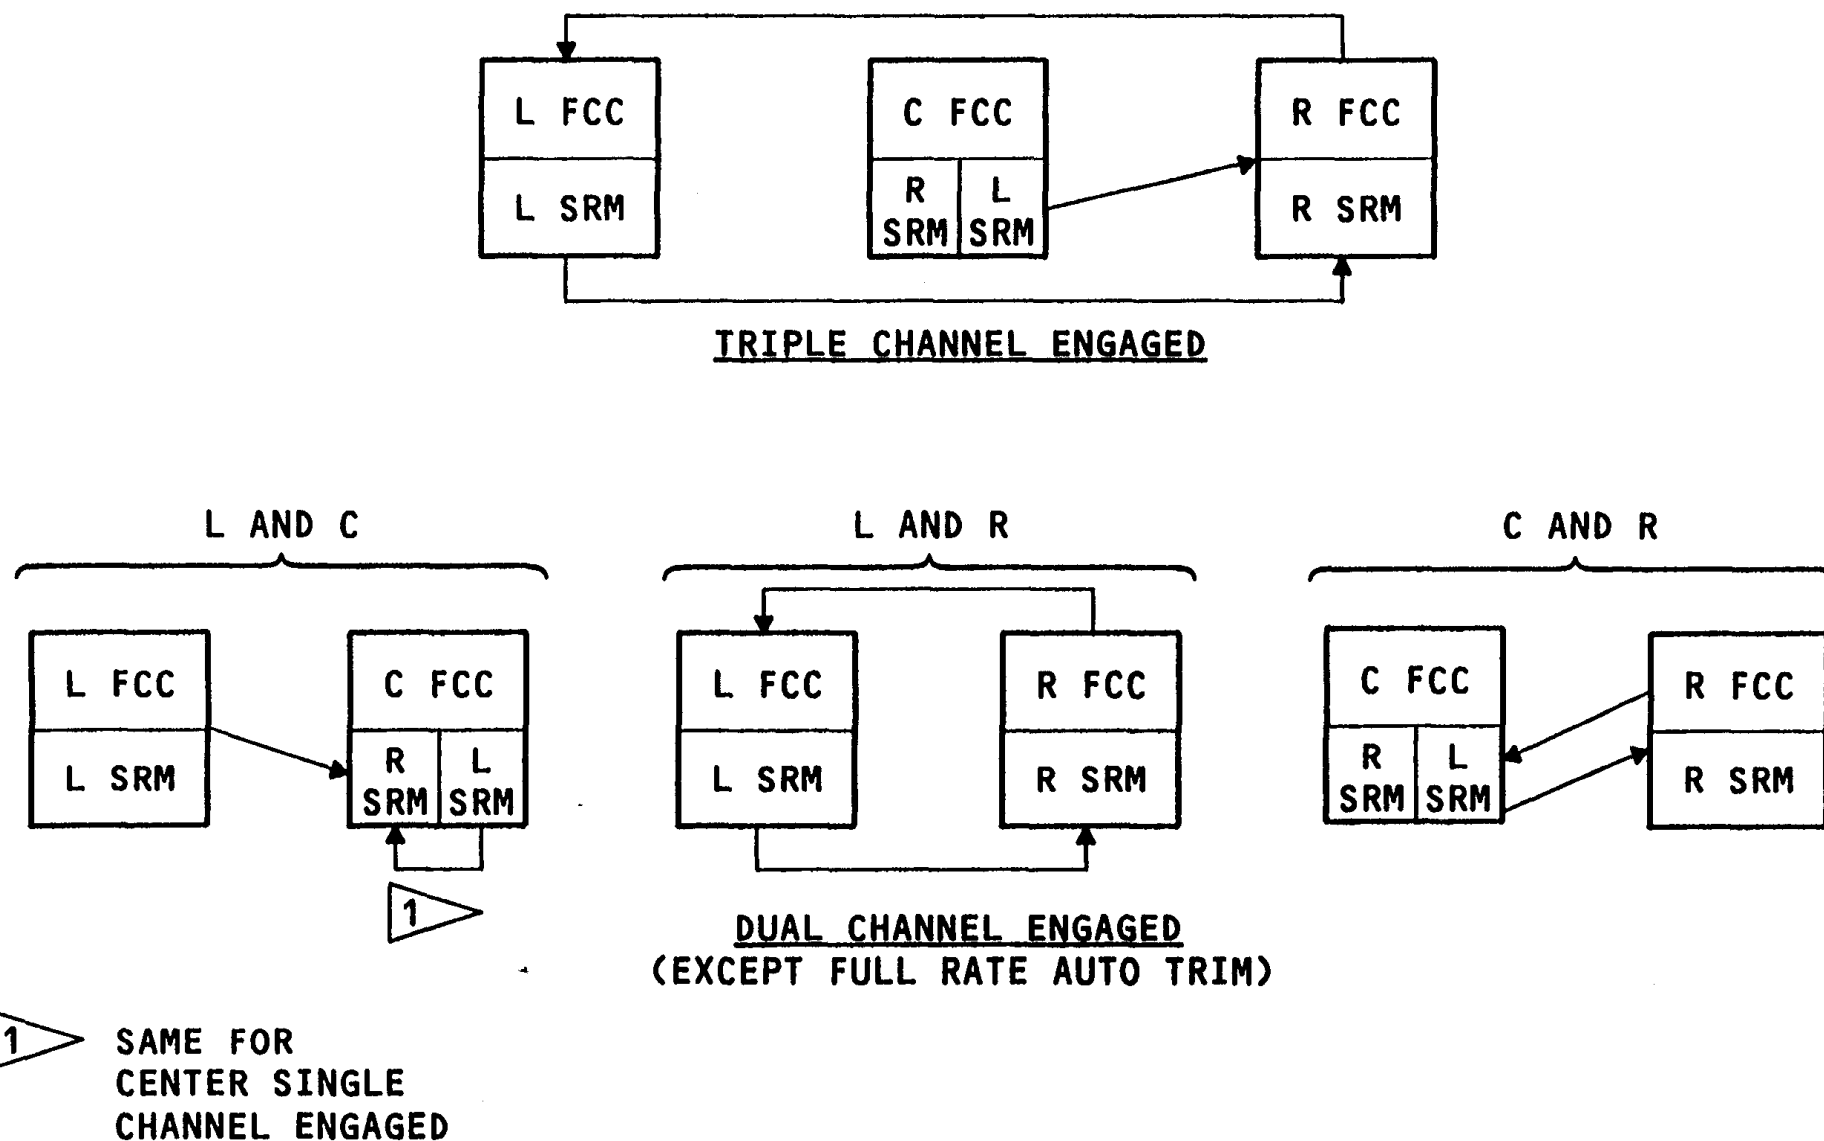 L FCC
L SRM
C FCC
R
SRM
L
SRM
R FCC
R SRM
TRIPLE CHANNEL ENGAGED
L AND C
L FCC
L SRM
C FCC
R
SRM
L
SRM
1
L AND R
L FCC
L SRM
R FCC
R SRM
C AND R
C FCC
R
SRM
L
SRM
R FCC
R SRM
DUAL CHANNEL ENGAGED
(EXCEPT FULL RATE AUTO TRIM)
1
SAME FOR
CENTER SINGLE
CHANNEL ENGAGED